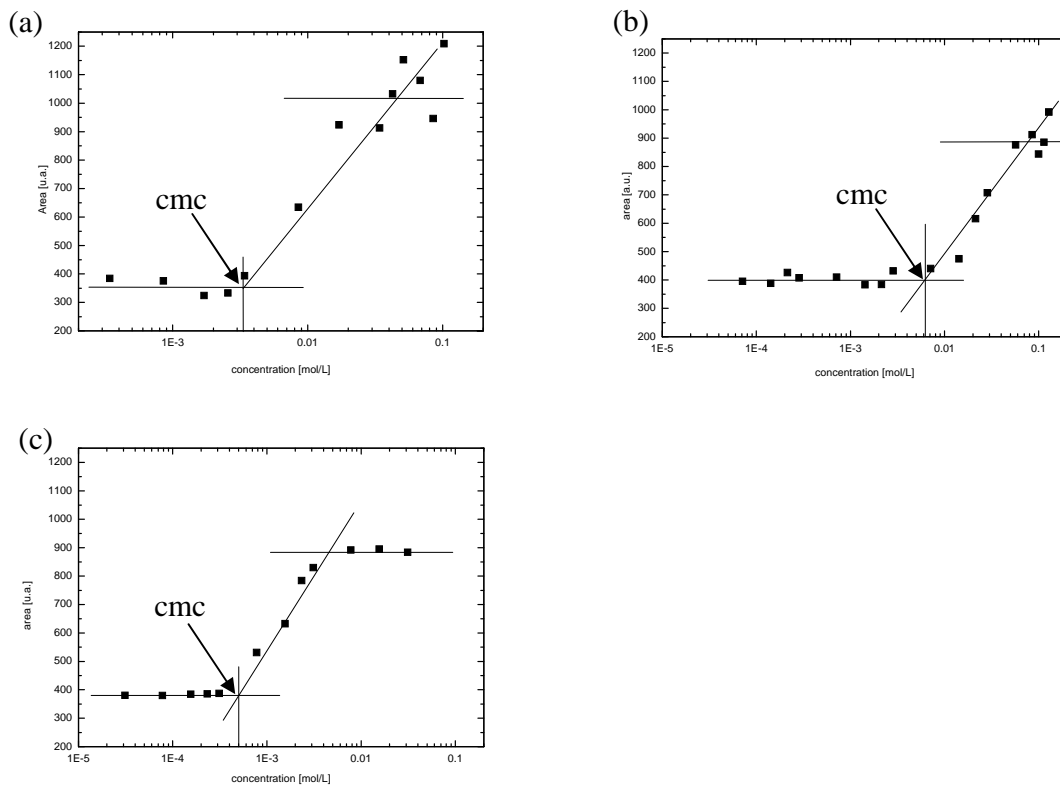 (a)
1200
1100
1000
900
800
700
600
500
400
300
200
Area [u.a.]
cmc
1E-3
0.01
0.1
concentration [mol/L]
(b)
1200
1100
1000
900
800
700
600
500
400
300
200
area [a.u.]
cmc
1E-5
1E-4
1E-3
0.01
0.1
concentration [mol/L]
(c)
1200
1100
1000
900
800
700
600
500
400
300
200
area [u.a.]
cmc
1E-5
1E-4
1E-3
0.01
0.1
concentration [mol/L]